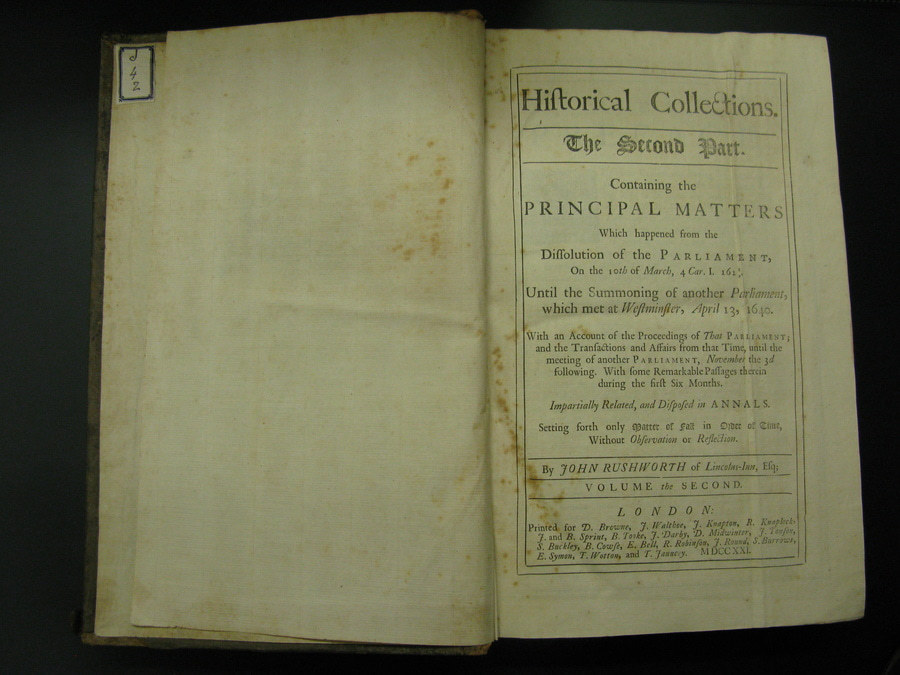 J
4
2
Hiſtorical Collections.
The Second Part.
Containing the
PRINCIPAL MATTERS
Which happened from the
Diſſolution of the PARLIAMENT,
On the 10th of March, 4 Car. I.
Until the Summoning of another Parliament,
which met at Weſtminſter, April 13, 1640.
With an Account of the Proceedings of That PARLIAMENT;
and the Tranſactions and Affairs from that Time, until the
meeting of another PARLIAMENT, November the 3d
following. With ſome Remarkable Paſſages therein
during the firſt Six Months.
Impartially Related, and Diſpoſed in ANNALS.
Setting forth only Matter of Fact in Order of Time,
Without Obſervation or Reflection.
By JOHN RUSHWORTH of Lincolns-Inn, Eſq;
VOLUME the SECOND.
LONDON:
Printed for D. Browne, J. Walthoe, J. Knapton, R. Knaplock,
J. and B. Sprint, B. Tooke, J. Darby, D. Midwinter, J. Tonſon,
S. Buckley, B. Cowſe, E. Bell, R. Robinſon, J. Round, S. Burrows,
E. Symon, T. Wotton, and T. MDCCXXI.